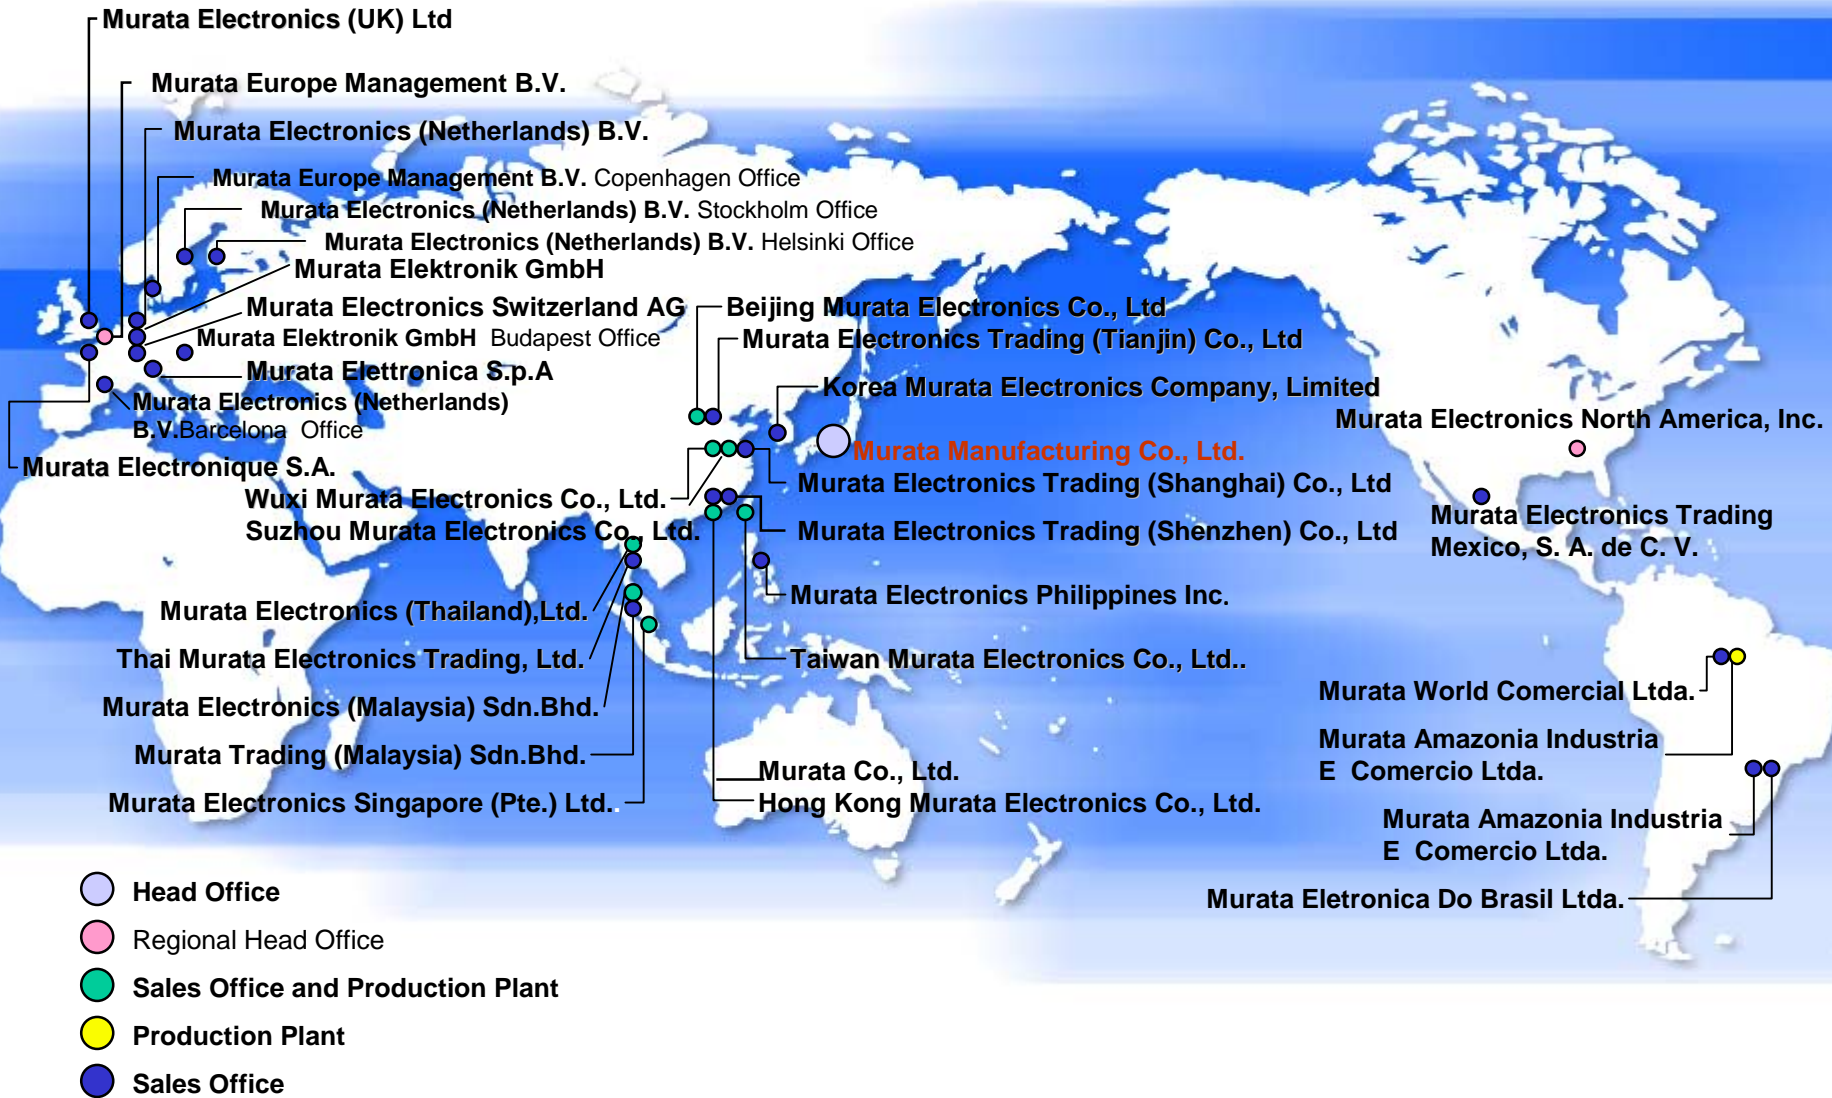 Murata Electronics (UK) Ltd
Murata Europe Management B.V.
Murata Electronics (Netherlands) B.V.
Murata Europe Management B.V. Copenhagen Office
Murata Electronics (Netherlands) B.V. Stockholm Office
Murata Electronics (Netherlands) B.V. Helsinki Office
Murata Elektronik GmbH
Murata Electronics Switzerland AG
Murata Elektronik GmbH Budapest Office
Murata Elettronica S.p.A
Murata Electronics (Netherlands)
B.V.Barcelona Office
Murata Electronique S.A.
Beijing Murata Electronics Co., Ltd
Murata Electronics Trading (Tianjin) Co., Ltd
Korea Murata Electronics Company, Limited
Murata Manufacturing Co., Ltd.
Murata Electronics Trading (Shanghai) Co., Ltd
Wuxi Murata Electronics Co., Ltd.
Suzhou Murata Electronics Co., Ltd.
Murata Electronics Trading (Shenzhen) Co., Ltd
Murata Electronics Philippines Inc.
Murata Electronics (Thailand),Ltd.
Thai Murata Electronics Trading, Ltd.
Taiwan Murata Electronics Co., Ltd..
Murata Electronics (Malaysia) Sdn.Bhd.
Murata Trading (Malaysia) Sdn.Bhd.
Murata Electronics Singapore (Pte.) Ltd..
Murata Co., Ltd.
Hong Kong Murata Electronics Co., Ltd.
Murata Electronics North America, Inc.
Murata Electronics Trading
Mexico, S. A. de C. V.
Murata World Comercial Ltda.
Murata Amazonia Industria
E Comercio Ltda.
Murata Amazonia Industria
E Comercio Ltda.
Murata Eletronica Do Brasil Ltda.
Head Office
Regional Head Office
Sales Office and Production Plant
Production Plant
Sales Office